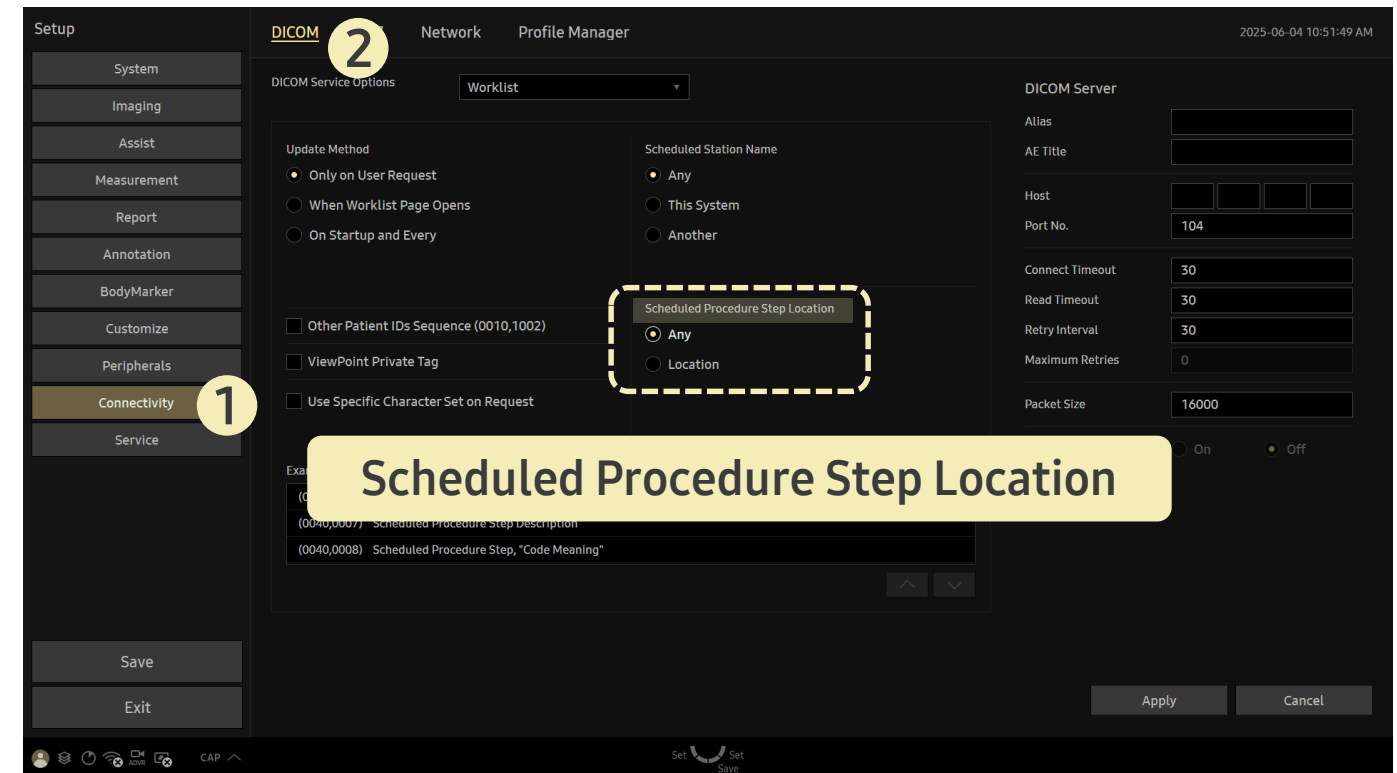 Setup
System
Imaging
Assist
Measurement
Report
Annotation
BodyMarker
Customize
Peripherals
Connectivity
1
Service
Save
Exit
DICOM
2
Network
Profile Manager
2025-06-04 10:51:49 AM
DICOM Service Options
Worklist
Update Method
Only on User Request
When Worklist Page Opens
On Startup and Every
Scheduled Station Name
Any
This System
Another
Other Patient IDs Sequence (0010,1002)
ViewPoint Private Tag
Use Specific Character Set on Request
Scheduled Procedure Step Location
Any
Location
Scheduled Procedure Step Location
(0040,0007) Scheduled Procedure Step Description
(0040,0008) Scheduled Procedure Step, "Code Meaning"
DICOM Server
Alias
AE Title
Host
Port No. 104
Connect Timeout 30
Read Timeout 30
Retry Interval 30
Maximum Retries 0
Packet Size 16000
On Off
Apply Cancel
ADVR
CAP
Set Set
Save